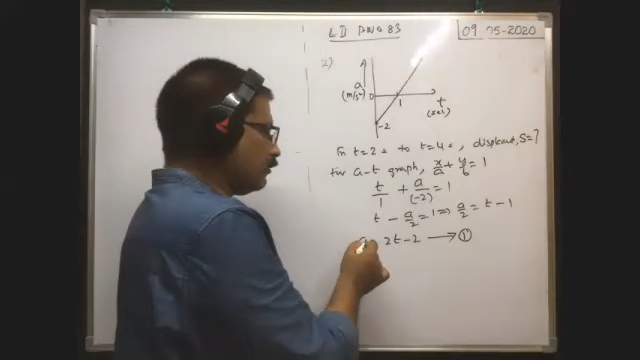 LD PNO 83
09-05-2020
2)
a
(m/s²)
0
1
t
(sec)
-2
In t=2s to t=4s, displacement, S=?
for a-t graph, x/a + y/b = 1
t/1 + a/(-2) = 1
t - a/2 = 1 ⇒ a/2 = t - 1
2t-2 → ①